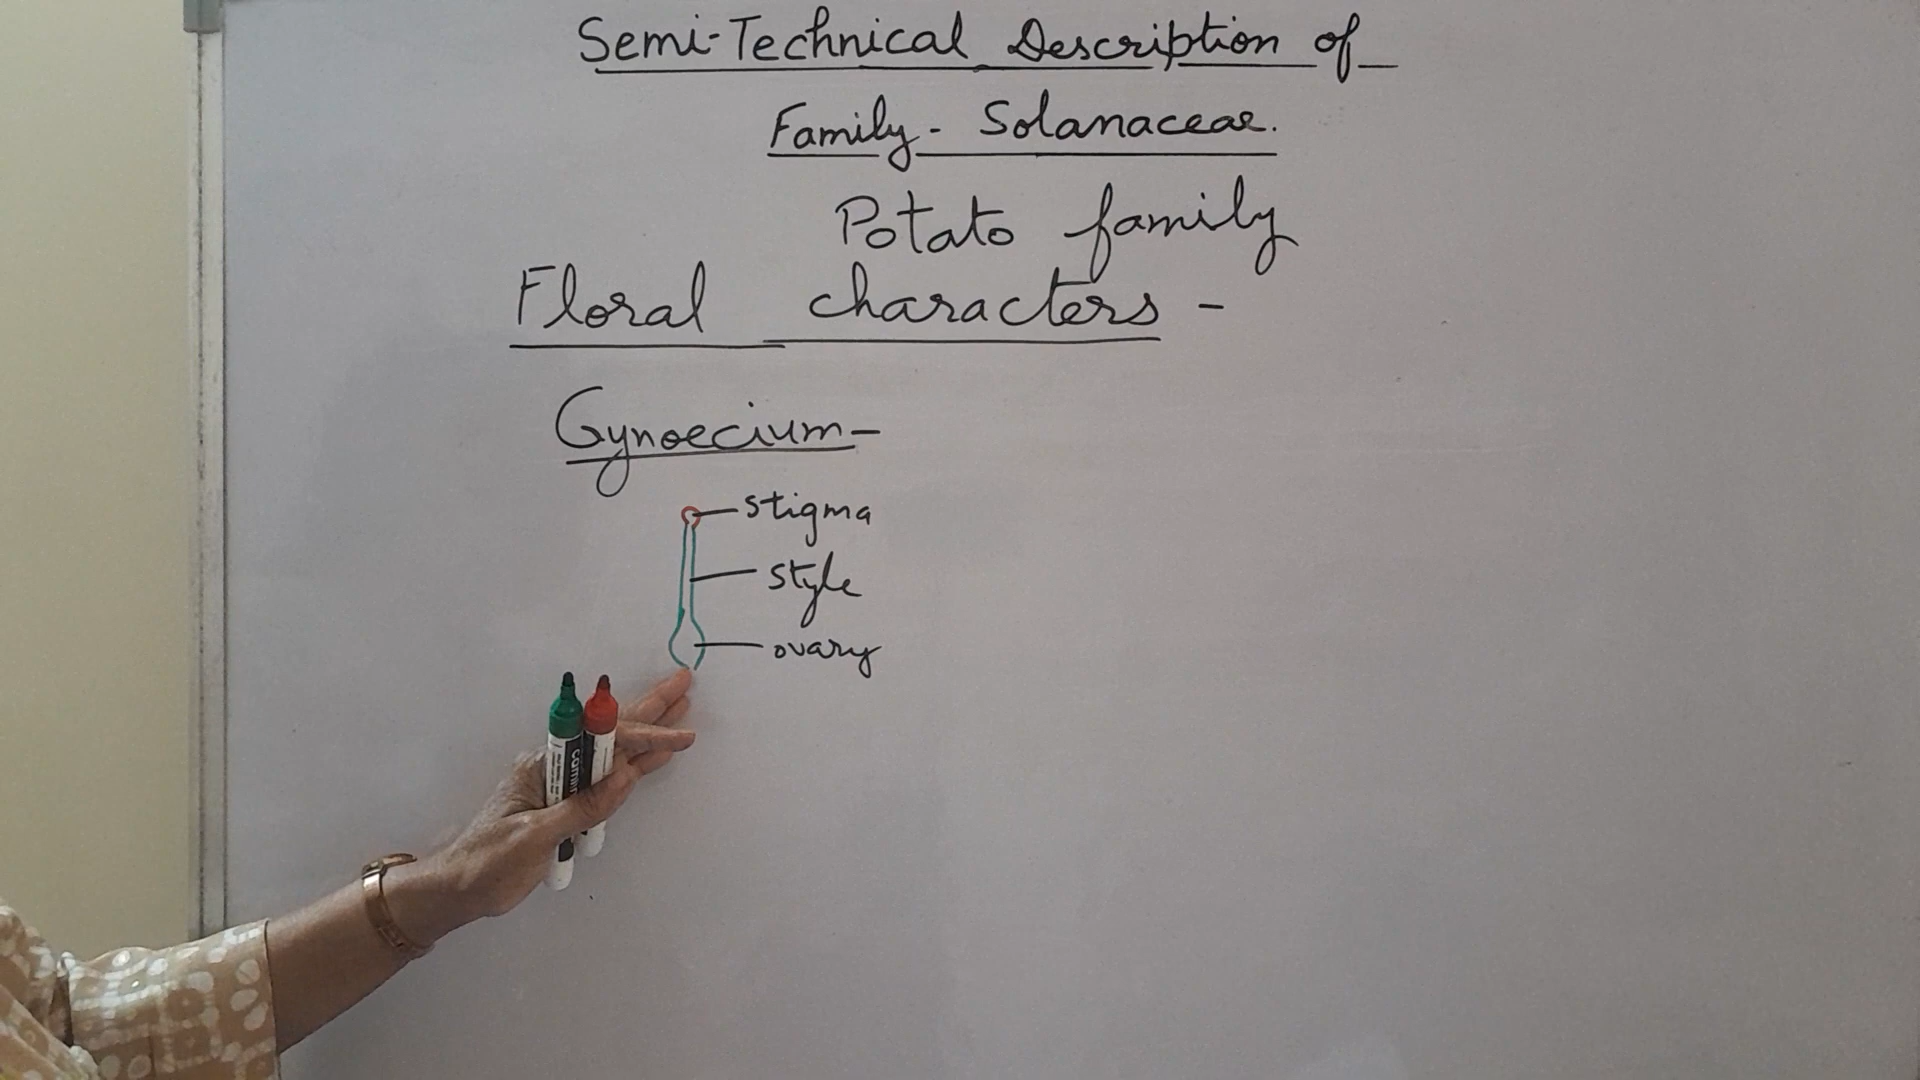 Semi-Technical Description of
Family - Solanaceae.
Potato family
Floral characters -
Gynoecium -
stigma
style
ovary